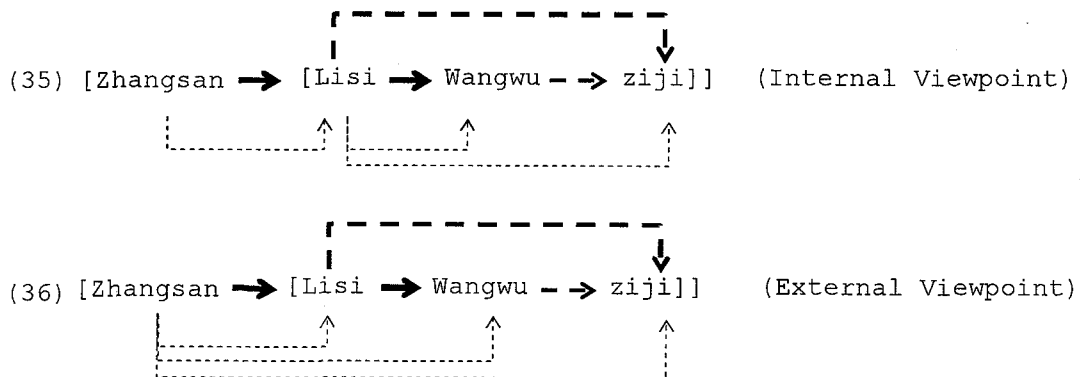 (35) [Zhangsan → [Lisi → Wangwu → ziji]] (Internal Viewpoint)
(36) [Zhangsan → [Lisi → Wangwu → ziji]] (External Viewpoint)